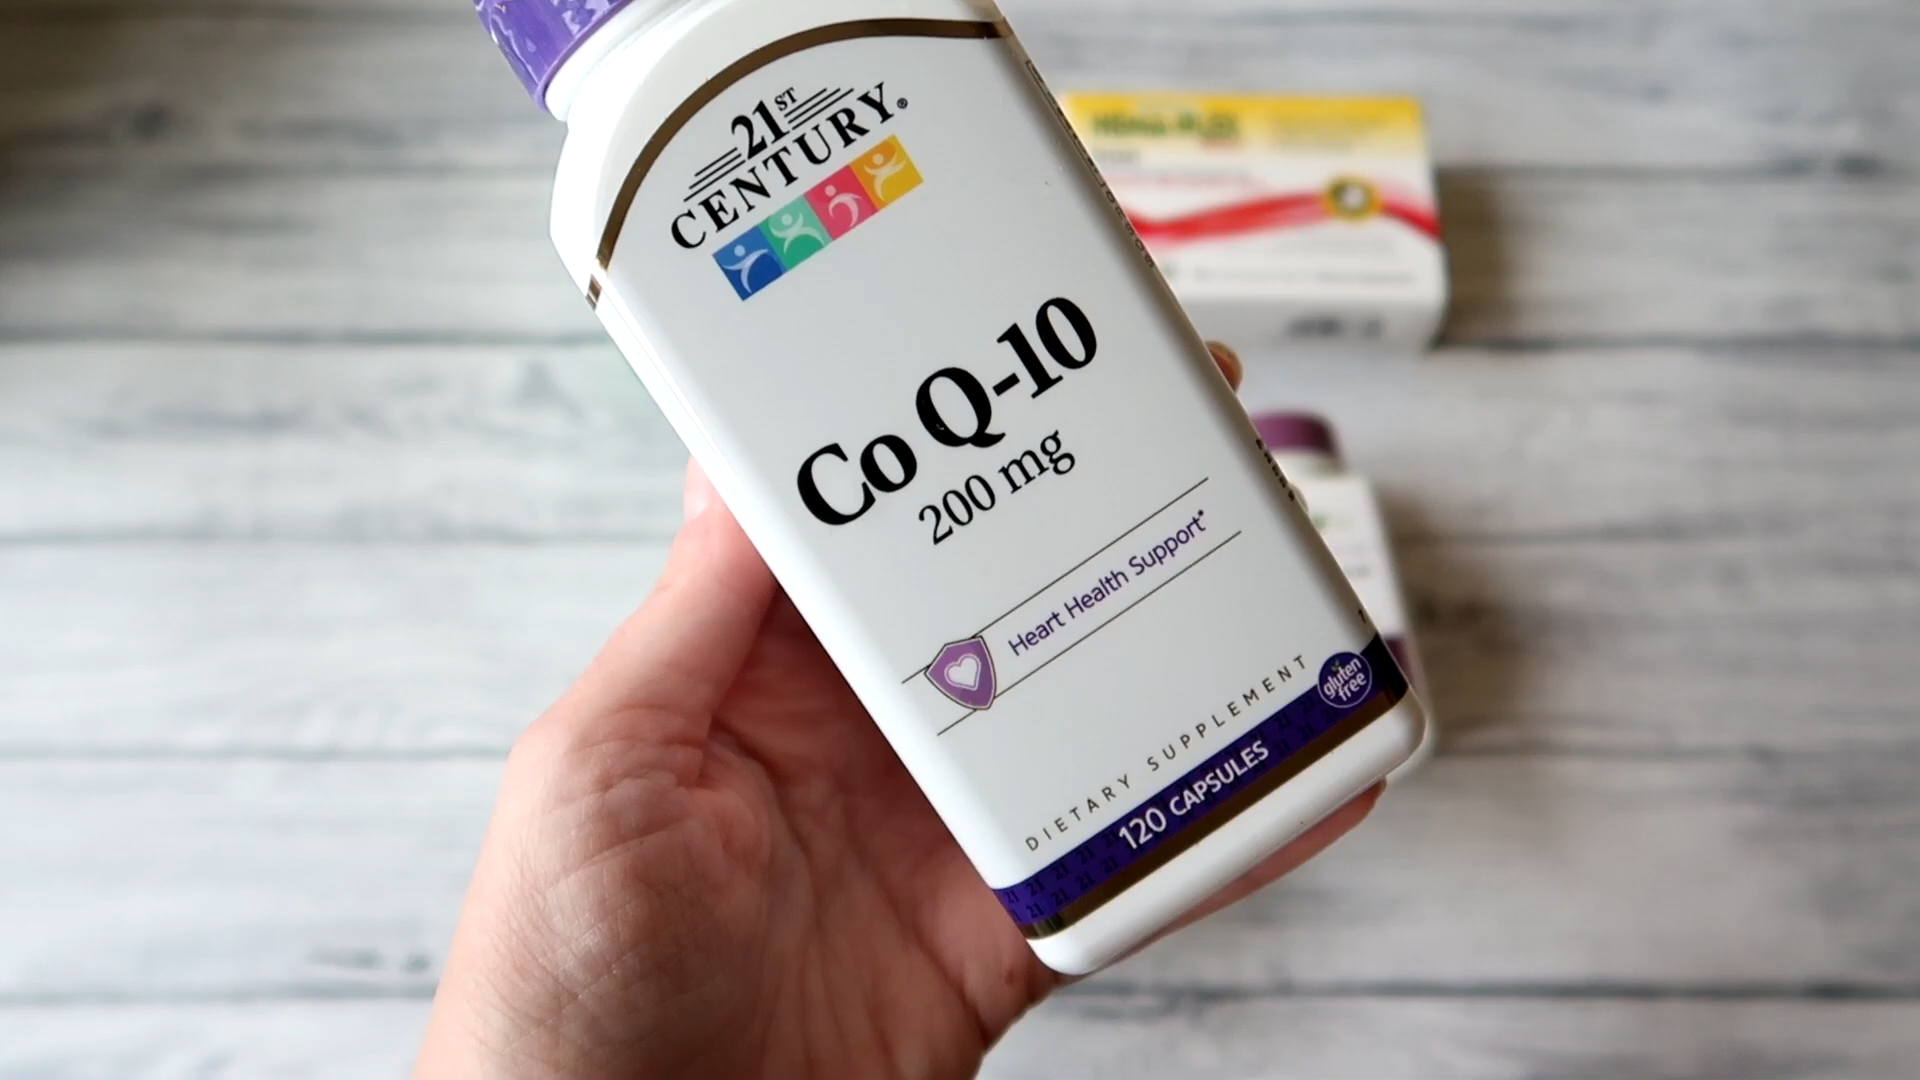 21ST
CENTURY®
Co Q-10
200 mg
Heart Health Support*
DIETARY SUPPLEMENT
gluten
free
120 CAPSULES